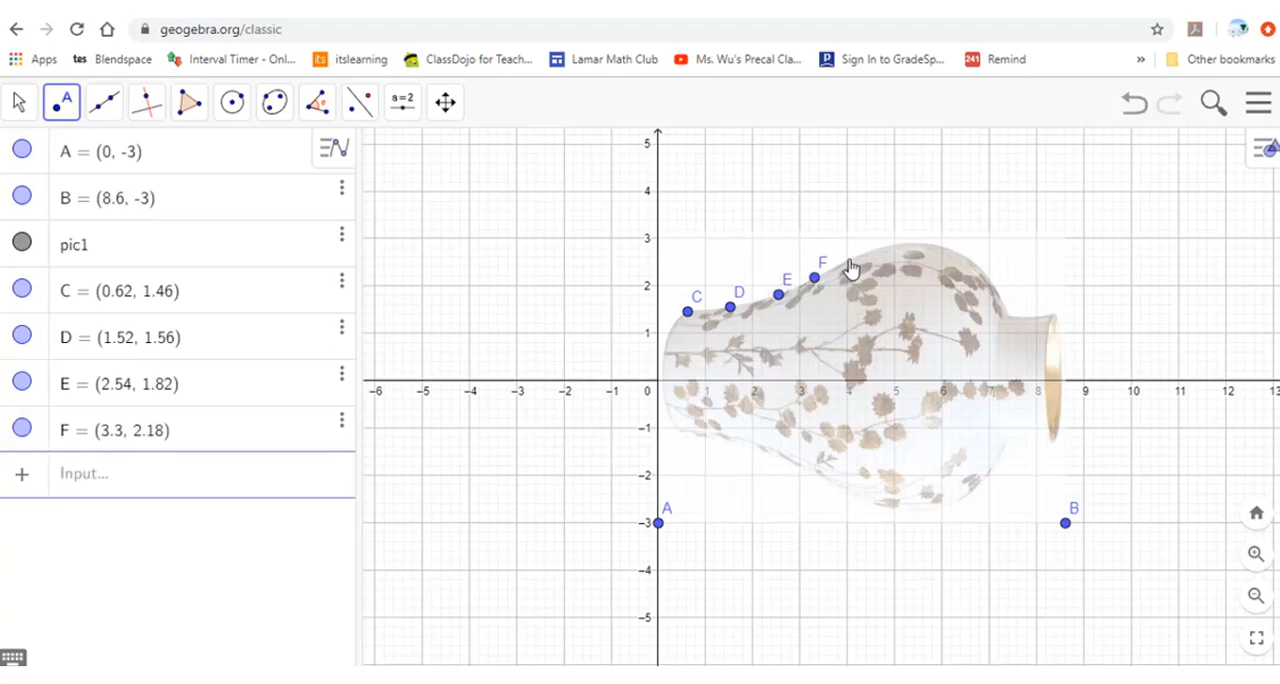 geogebra.org/classic
Apps tes Blendspace Interval Timer - Onl... its itslearning ClassDojo for Teach... Lamar Math Club Ms. Wu's Precal Cla... P Sign In to GradeSp... 241 Remind » Other bookmarks
A a=2
A = (0, -3)
B = (8.6, -3)
pic1
C = (0.62, 1.46)
D = (1.52, 1.56)
E = (2.54, 1.82)
F = (3.3, 2.18)
+ Input...
5
4
3
2
1
-6 -5 -4 -3 -2 -1 0 1 2 3 4 5 6 7 8 9 10 11 12 13
-1
-2
-3
-4
-5
C D E F
A B